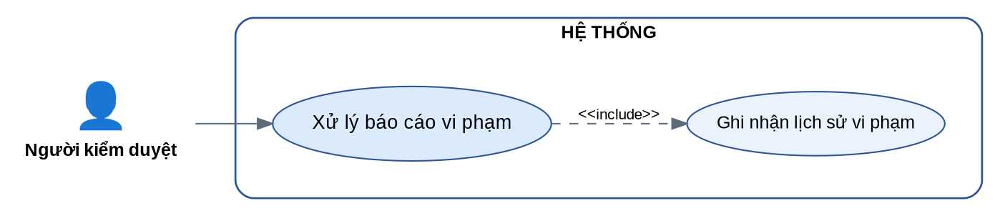 HỆ THỐNG
Người kiểm duyệt
Xử lý báo cáo vi phạm
<<include>>
Ghi nhận lịch sử vi phạm